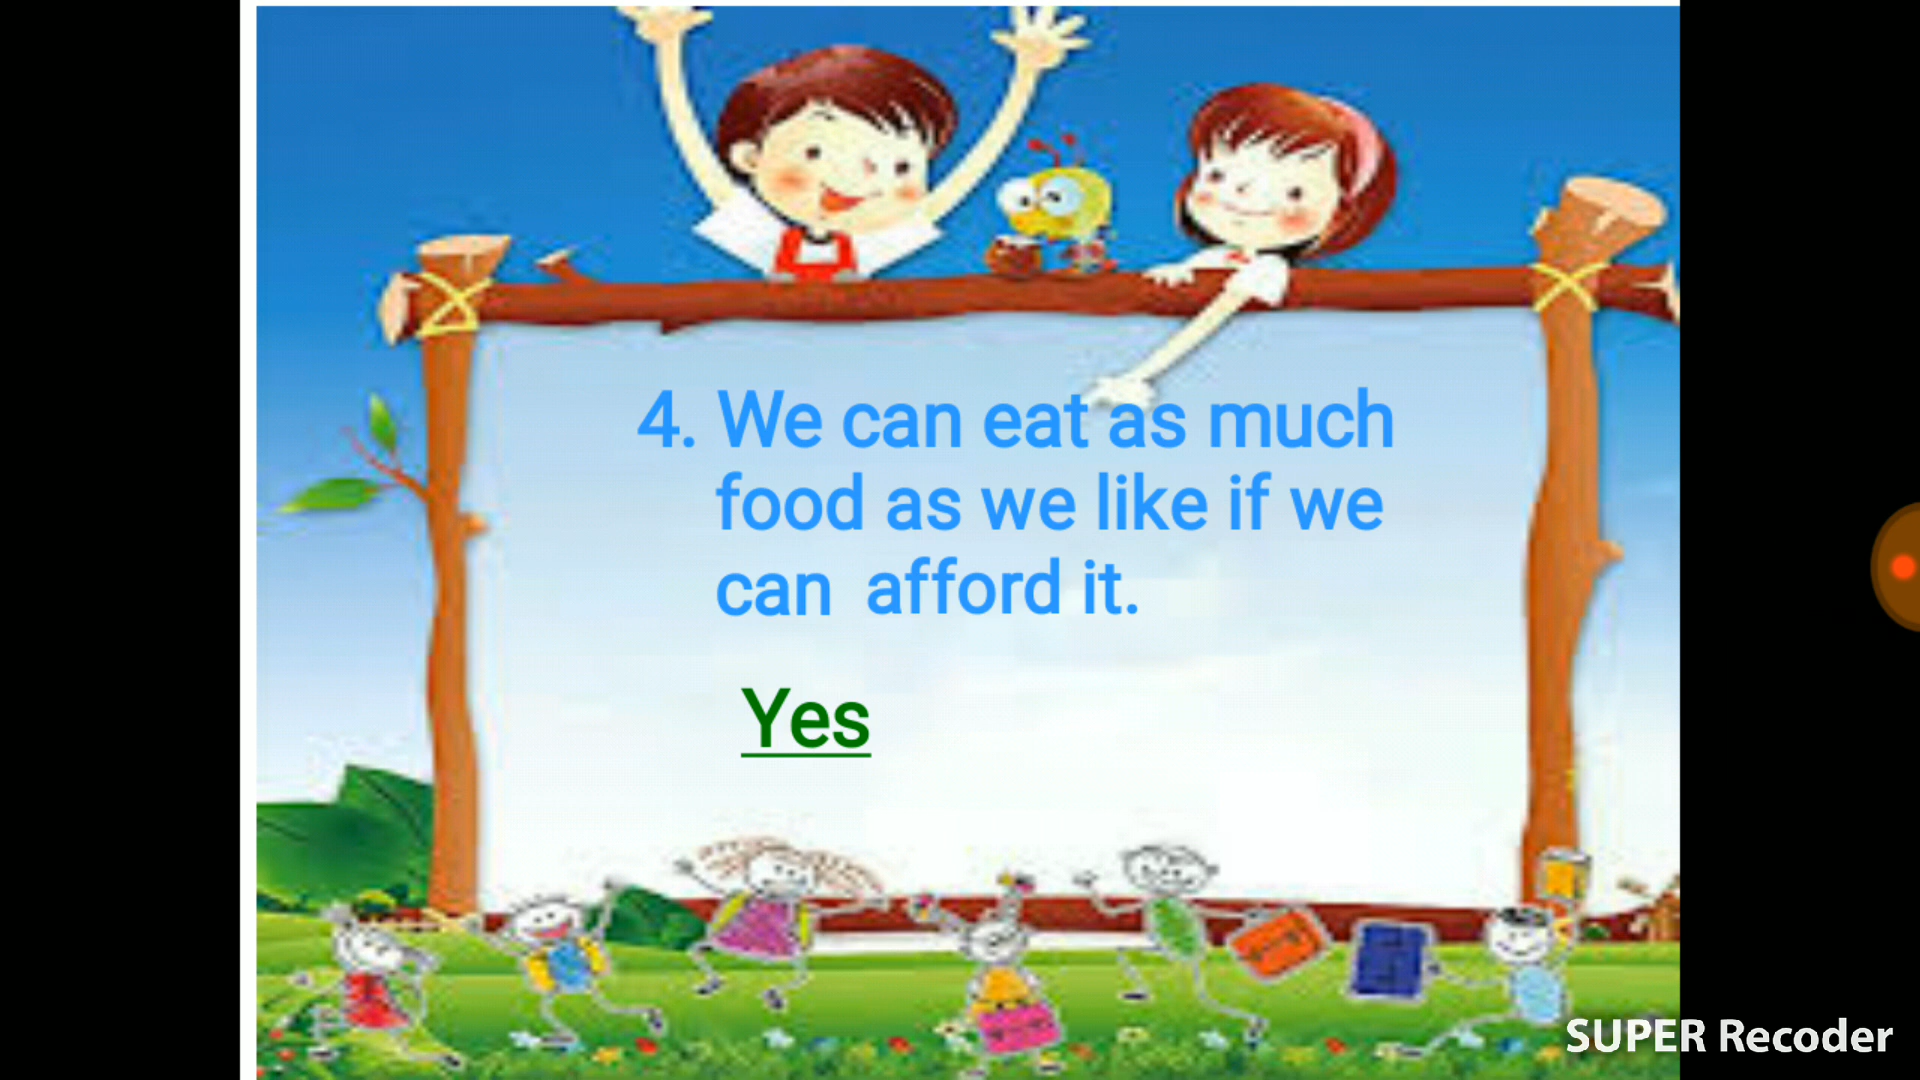 4. We can eat as much
food as we like if we
can afford it.
Yes
SUPER Recoder